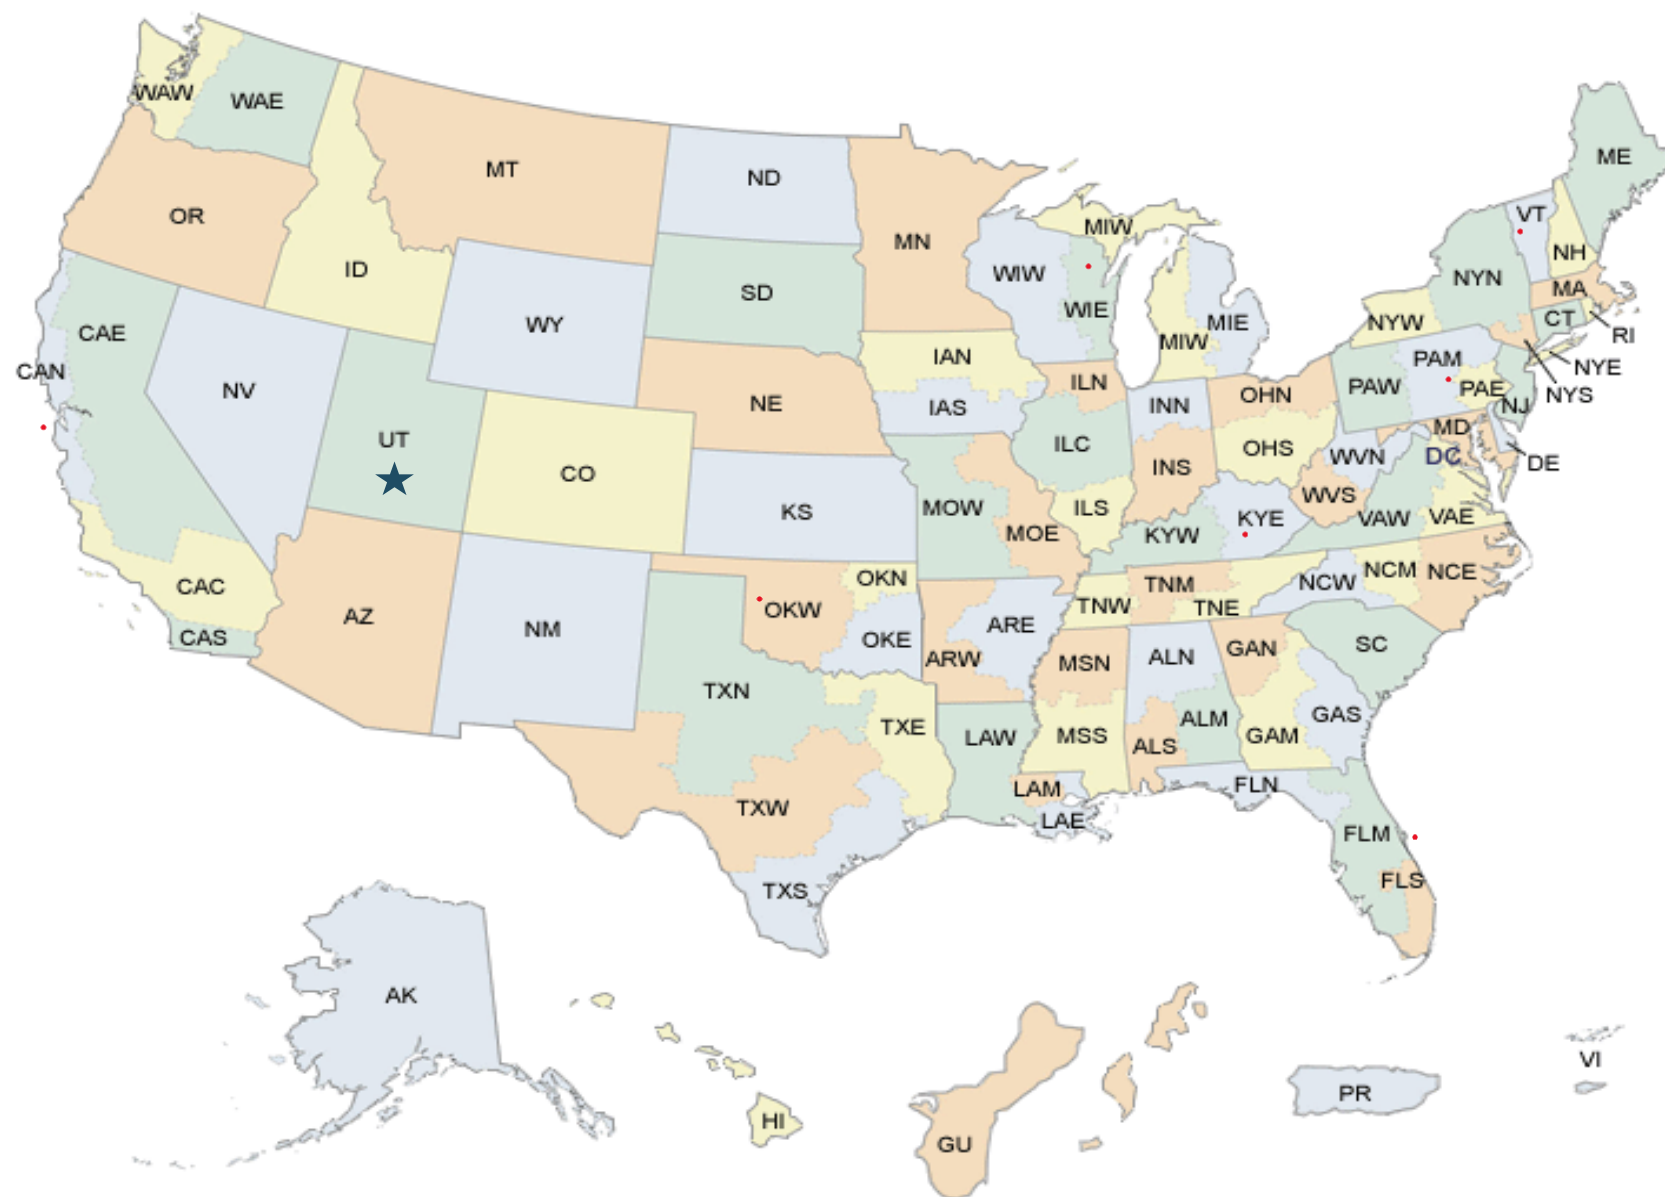 WAW
WAE
MT
ND
ME
OR
ID
MN
MIW
VT
NH
WY
SD
WIW
WIE
NYN
MA
CAE
MIW
MIE
NYW
CT
RI
CAN
NV
IAN
ILN
PAM
NYE
NE
IAS
INN
OHN
PAW
PAE
NYS
NJ
UT
CO
ILC
OHS
MD
DC
WVN
DE
INS
KS
MOW
ILS
WVS
MOE
KYW
KYE
VAW
VAE
CAC
OKN
TNM
TNE
TNW
NCW
NCM
NCE
CAS
AZ
NM
OKW
OKE
ARE
ARW
MSN
ALN
GAN
SC
TXN
TXE
LAW
MSS
ALS
ALM
GAM
GAS
TXW
LAM
LAE
FLN
FLM
TXS
FLS
AK
HI
GU
PR
VI